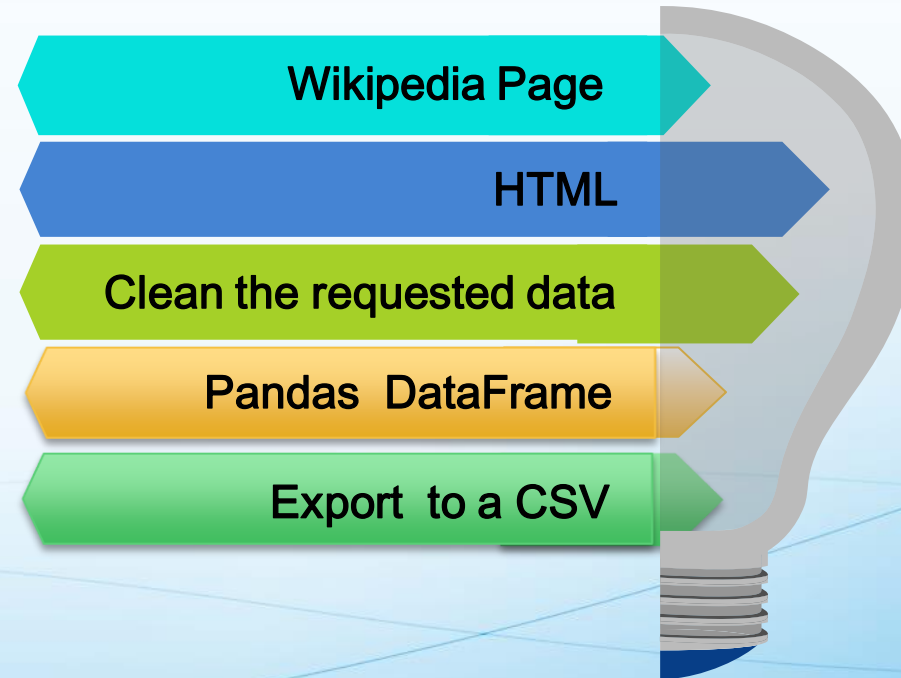 Wikipedia Page
HTML
Clean the requested data
Pandas DataFrame
Export to a CSV